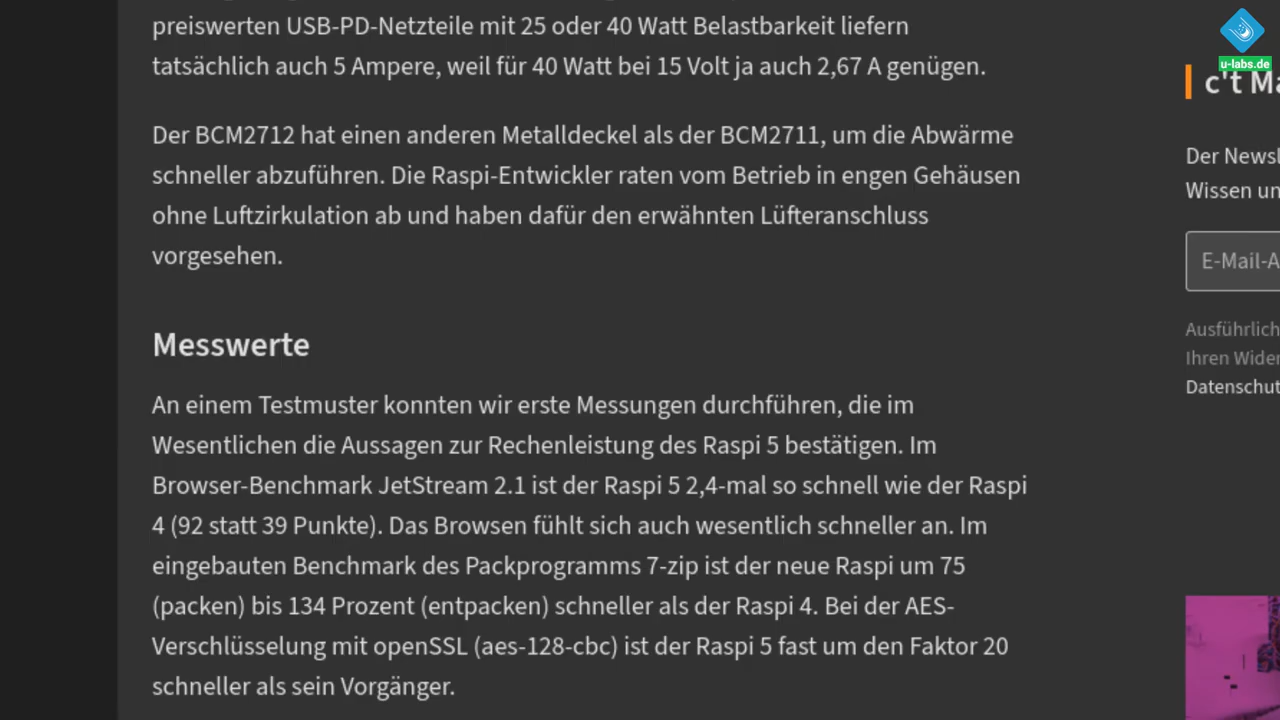 preiswerten USB-PD-Netzteile mit 25 oder 40 Watt Belastbarkeit liefern
tatsächlich auch 5 Ampere, weil für 40 Watt bei 15 Volt ja auch 2,67 A genügen.
Der BCM2712 hat einen anderen Metalldeckel als der BCM2711, um die Abwärme
schneller abzuführen. Die Raspi-Entwickler raten vom Betrieb in engen Gehäusen
ohne Luftzirkulation ab und haben dafür den erwähnten Lüfteranschluss
vorgesehen.
Messwerte
An einem Testmuster konnten wir erste Messungen durchführen, die im
Wesentlichen die Aussagen zur Rechenleistung des Raspi 5 bestätigen. Im
Browser-Benchmark JetStream 2.1 ist der Raspi 5 2,4-mal so schnell wie der Raspi
4 (92 statt 39 Punkte). Das Browsen fühlt sich auch wesentlich schneller an. Im
eingebauten Benchmark des Packprogramms 7-zip ist der neue Raspi um 75
(packen) bis 134 Prozent (entpacken) schneller als der Raspi 4. Bei der AES-
Verschlüsselung mit openSSL (aes-128-cbc) ist der Raspi 5 fast um den Faktor 20
schneller als sein Vorgänger.
u-labs.de
c't Ma
Der Newsl
Wissen un
E-Mail-A
Ausführlich
Ihren Wider
Datenschut